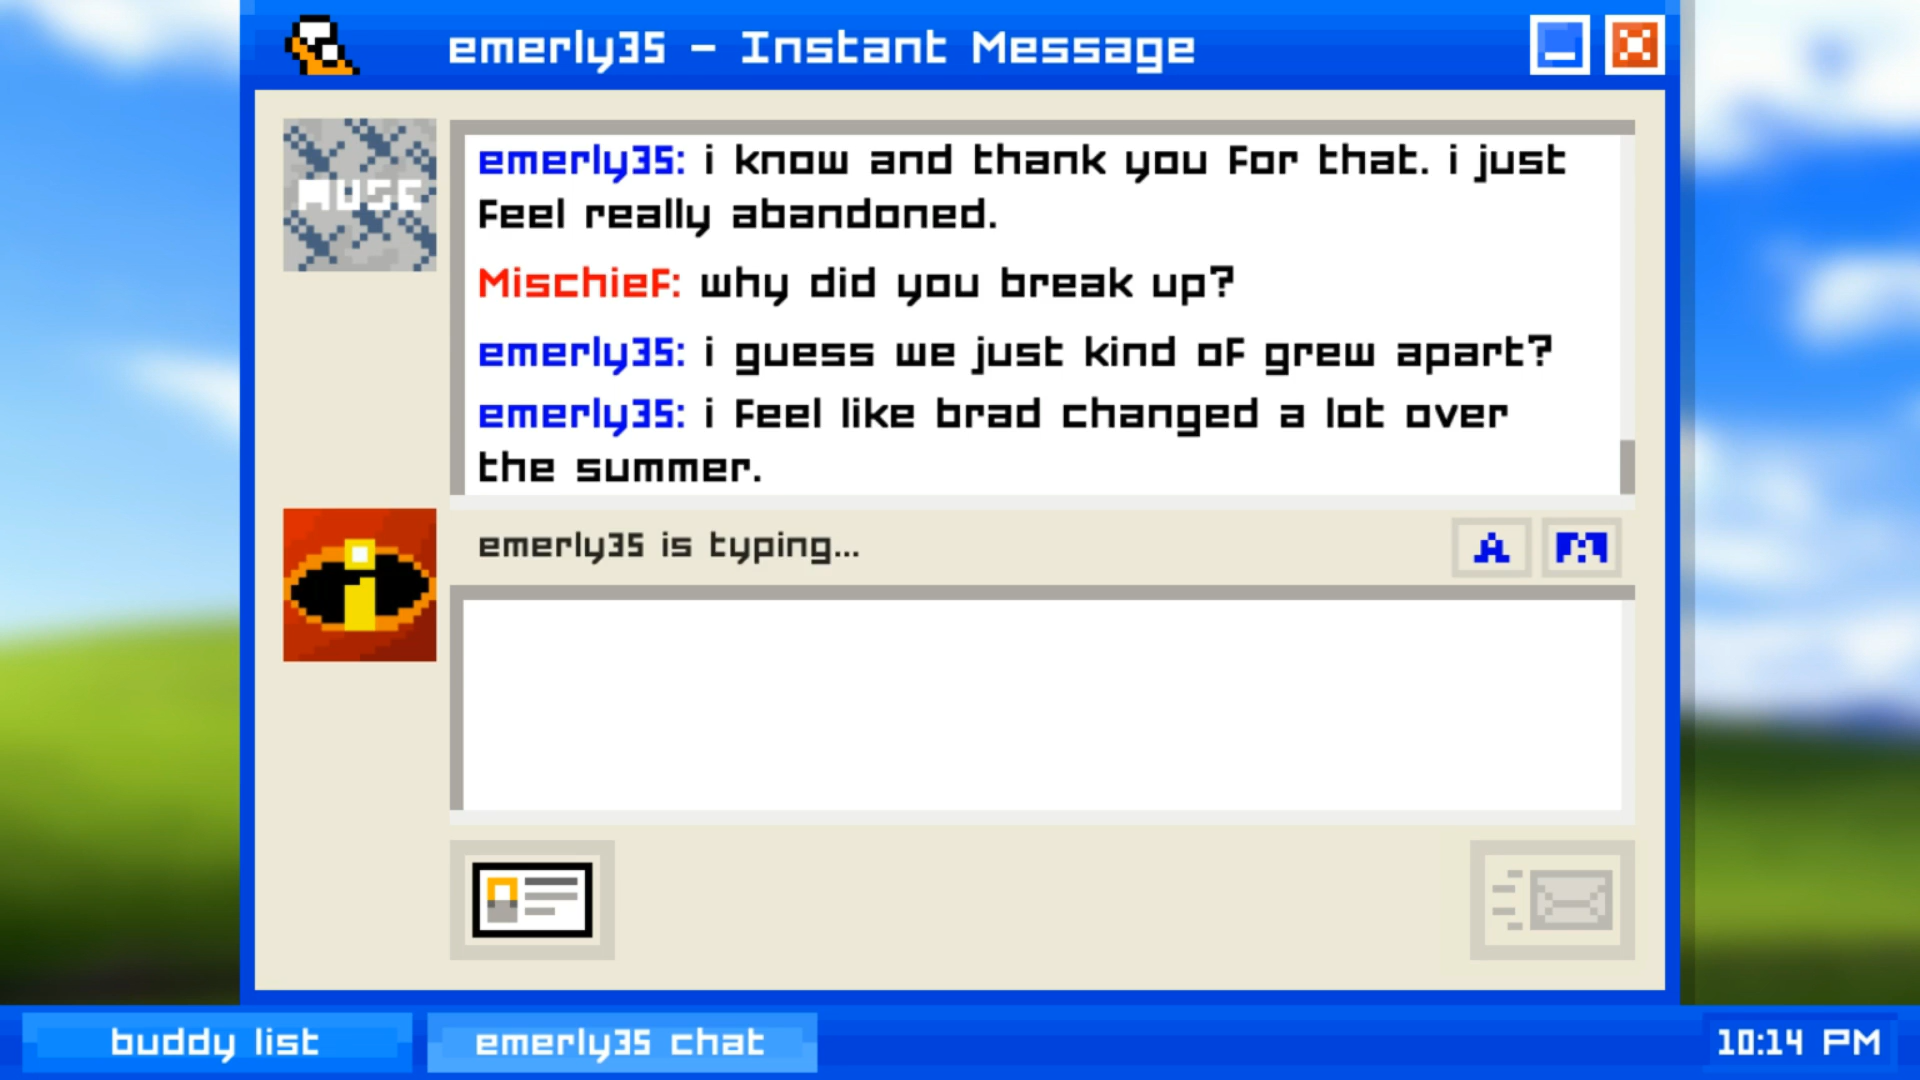 emerly35 - Instant Message
MUSE
emerly35: i know and thank you for that. i just
feel really abandoned.
Mischief: why did you break up?
emerly35: i guess we just kind of grew apart?
emerly35: i feel like brad changed a lot over
the summer.
emerly35 is typing...
A
buddy list
emerly35 chat
10:14 PM